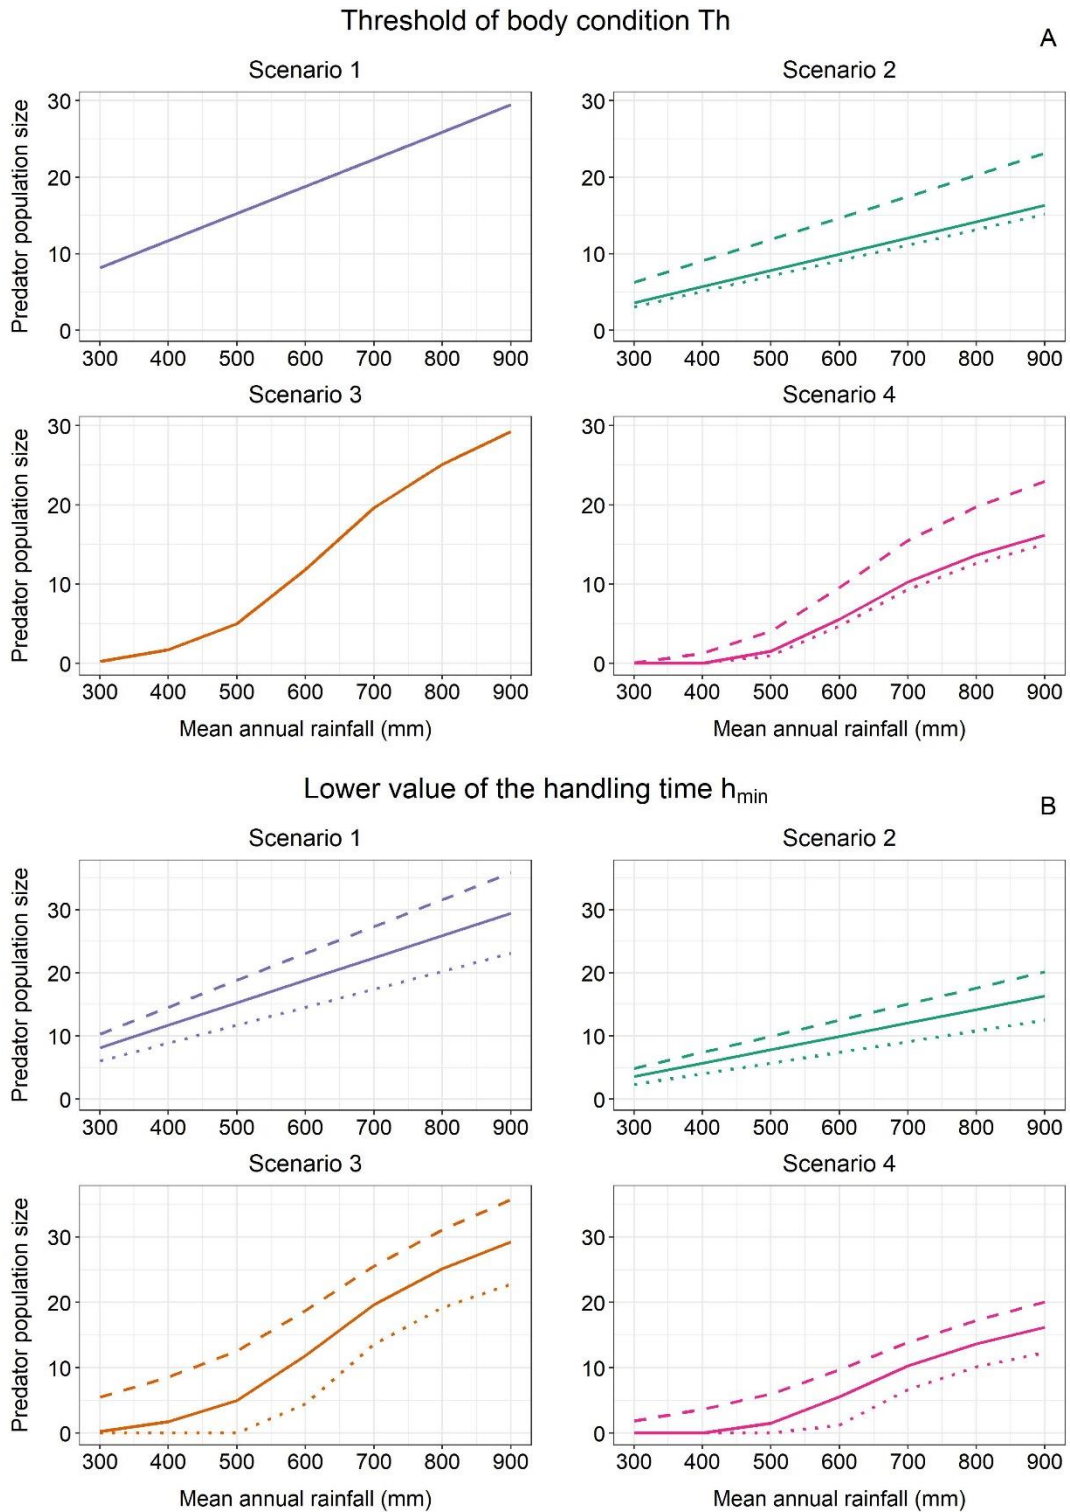 Threshold of body condition Th
A
Scenario 1
Scenario 2
Predator population size
30
20
10
0
300 400 500 600 700 800 900
30
20
10
0
300 400 500 600 700 800 900
Scenario 3
Scenario 4
Predator population size
30
20
10
0
300 400 500 600 700 800 900
Mean annual rainfall (mm)
30
20
10
0
300 400 500 600 700 800 900
Mean annual rainfall (mm)
Lower value of the handling time hmin
B
Scenario 1
Scenario 2
Predator population size
30
20
10
0
300 400 500 600 700 800 900
30
20
10
0
300 400 500 600 700 800 900
Scenario 3
Scenario 4
Predator population size
30
20
10
0
300 400 500 600 700 800 900
Mean annual rainfall (mm)
30
20
10
0
300 400 500 600 700 800 900
Mean annual rainfall (mm)